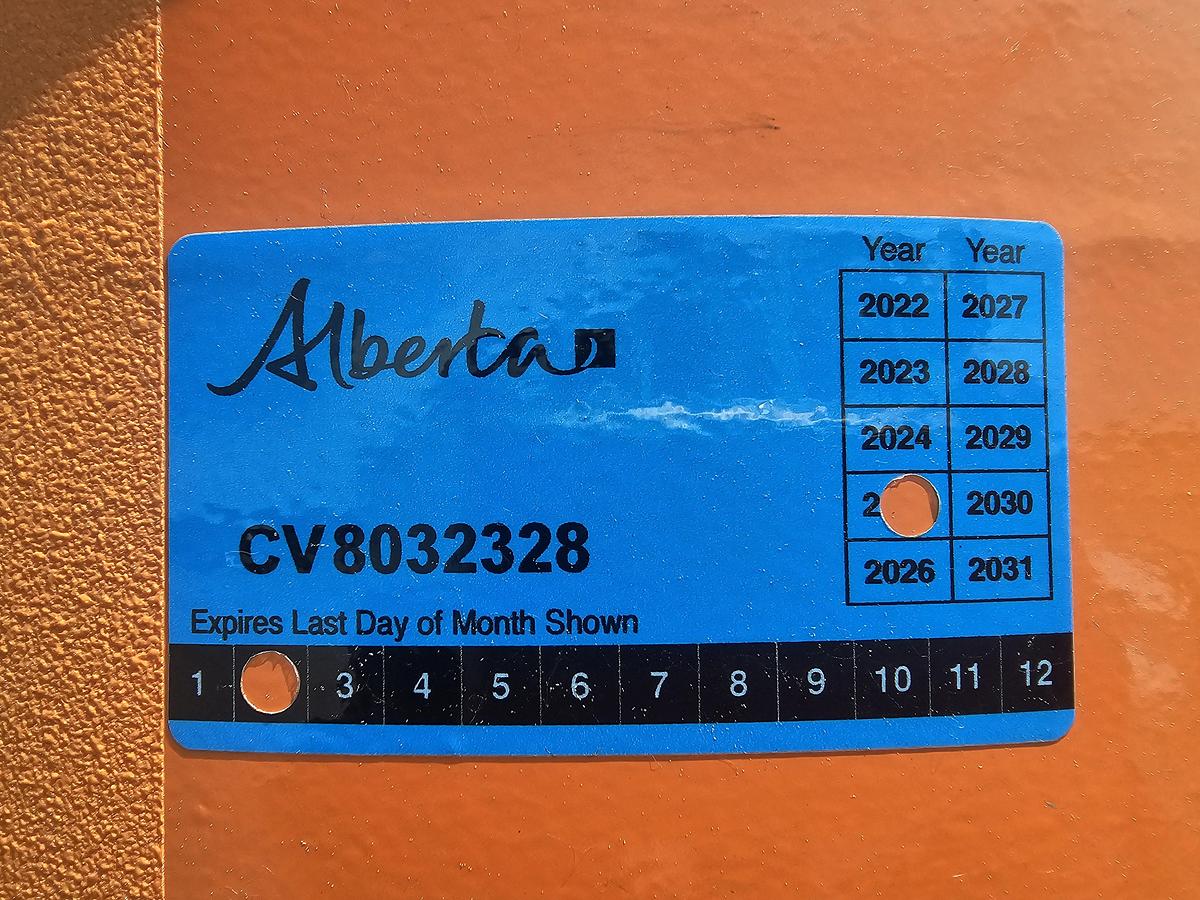 Alberta
Year Year
2022 2027
2023 2028
2024 2029
2030
2026 2031
CV8032328
Expires Last Day of Month Shown
1 3 4 5 6 7 8 9 10 11 12